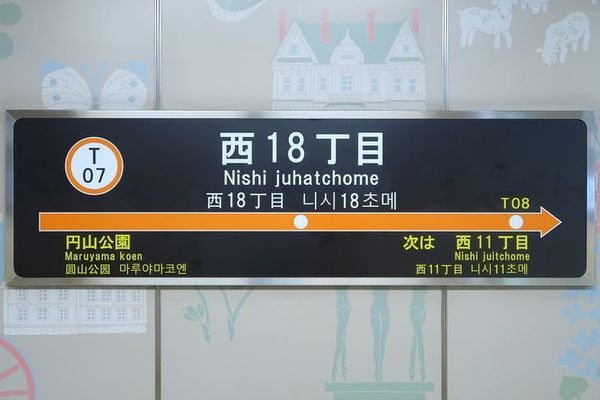 T
07
西18丁目
Nishi juhatchome
西18丁目 니시18초메
T08
円山公園
Maruyama koen
圆山公园 마루야마코엔
次は 西11丁目
Nishi juitchome
西11丁目 니시11초메